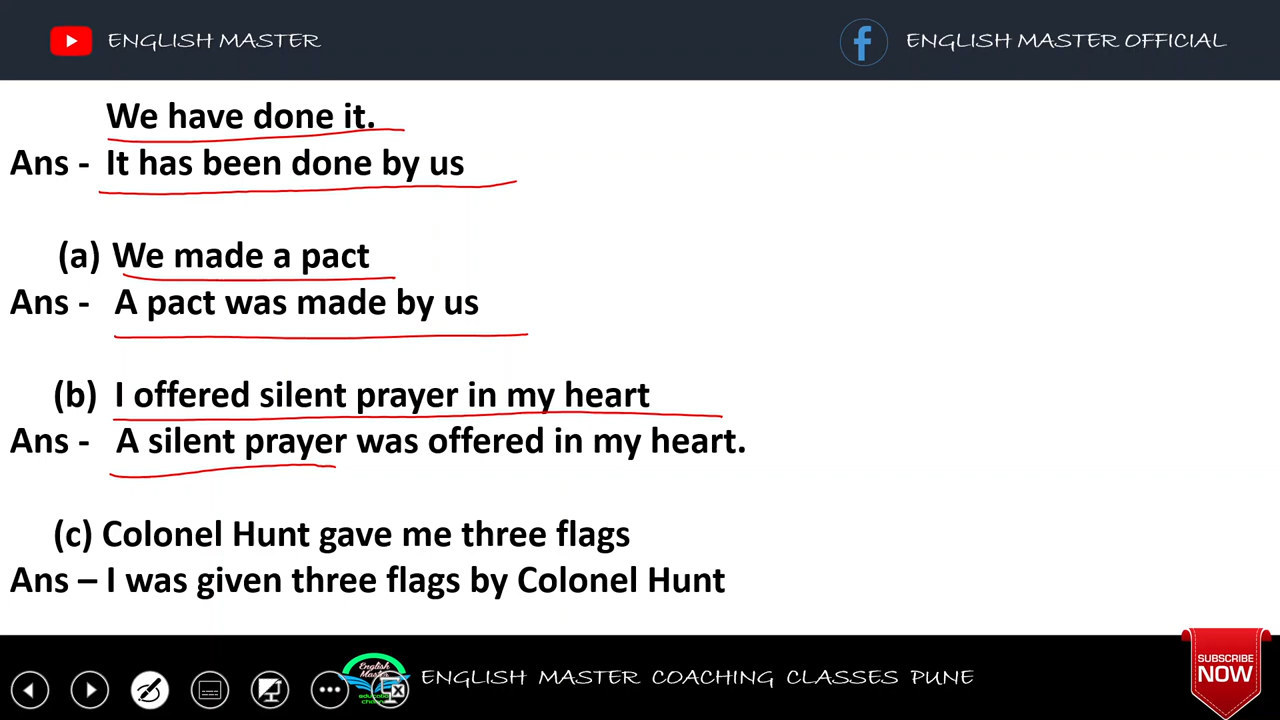 ENGLISH MASTER
ENGLISH MASTER OFFICIAL
We have done it.
Ans - It has been done by us
(a) We made a pact
Ans - A pact was made by us
(b) I offered silent prayer in my heart
Ans - A silent prayer was offered in my heart.
(c) Colonel Hunt gave me three flags
Ans – I was given three flags by Colonel Hunt
English
Master
ENGLISH MASTER COACHING CLASSES PUNE
SUBSCRIBE
NOW